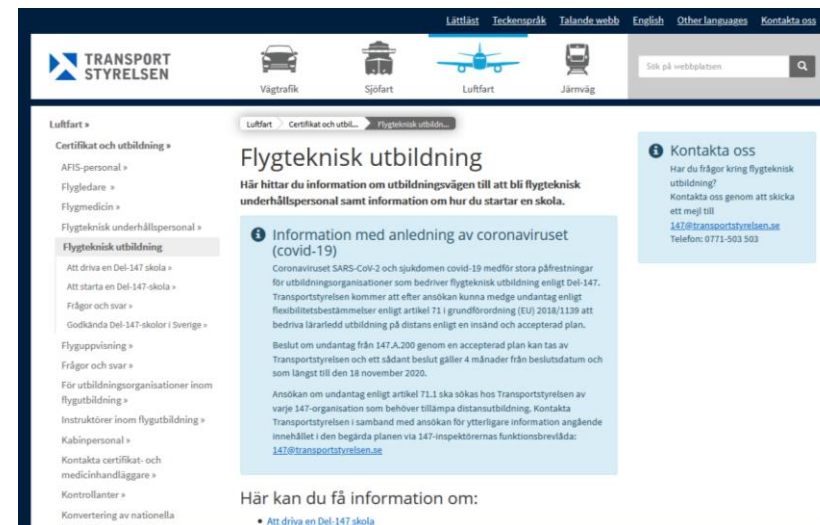 Lättläst Teckenspråk Talande webb English Other languages Kontakta oss
TRANSPORT
STYRELSEN
Vägtrafik
Sjöfart
Luftfart
Järnväg
Sök på webbplatsen
Luftfart »
Certifikat och utbildning »
AFIS-personal »
Flygledare »
Flygmedicin »
Flygteknisk underhållspersonal »
Flygteknisk utbildning
Att driva en Del-147 skola »
Att starta en Del-147-skola »
Frågor och svar »
Godkända Del-147-skolor i Sverige »
Flyguppvisning »
Frågor och svar »
För utbildningsorganisationer inom
flygutbildning »
Instruktörer inom flygutbildning »
Kabinpersonal »
Kontakta certifikat- och
medicinhandläggare »
Kontrollanter »
Konvertering av nationella
Luftfart Certifikat och utbil... Flygteknisk utbildn...
Flygteknisk utbildning
Här hittar du information om utbildningsvägen till att bli flygteknisk
underhållspersonal samt information om hur du startar en skola.
Information med anledning av coronaviruset
(covid-19)
Coronaviruset SARS-CoV-2 och sjukdomen covid-19 medför stora påfrestningar
för utbildningsorganisationer som bedriver flygteknisk utbildning enligt Del-147.
Transportstyrelsen kommer att efter ansökan kunna medge undantag enligt
flexibilitetsbestämmelser enligt artikel 71 i grundförordning (EU) 2018/1139 att
bedriva lärarledd utbildning på distans enligt en insänd och accepterad plan.
Beslut om undantag från 147.A.200 genom en accepterad plan kan tas av
Transportstyrelsen och ett sådant beslut gäller 4 månader från beslutsdatum och
som längst till den 18 november 2020.
Ansökan om undantag enligt artikel 71.1 ska sökas hos Transportstyrelsen av
varje 147-organisation som behöver tillämpa distansutbildning. Kontakta
Transportstyrelsen i samband med ansökan för ytterligare information angående
innehållet i den begärda planen via 147-inspektörernas funktionsbrevlåda:
147@transportstyrelsen.se
Här kan du få information om:
• Att driva en Del-147 skola
Kontakta oss
Har du frågor kring flygteknisk
utbildning?
Kontakta oss genom att skicka
ett mejl till
147@transportstyrelsen.se
Telefon: 0771-503 503